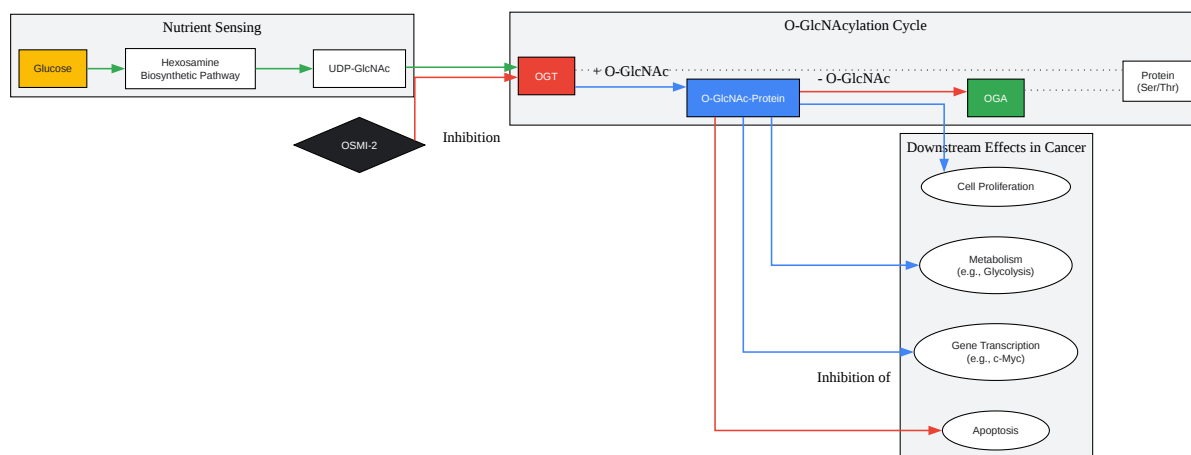 Nutrient Sensing
Glucose
Hexosamine
Biosynthetic Pathway
UDP-GlcNAc
OSMI-2
Inhibition
O-GlcNAcylation Cycle
OGT
+ O-GlcNAc
O-GlcNAc-Protein
- O-GlcNAc
OGA
Protein
(Ser/Thr)
Downstream Effects in Cancer
Cell Proliferation
Metabolism
(e.g., Glycolysis)
Gene Transcription
(e.g., c-Myc)
Inhibition of
Apoptosis